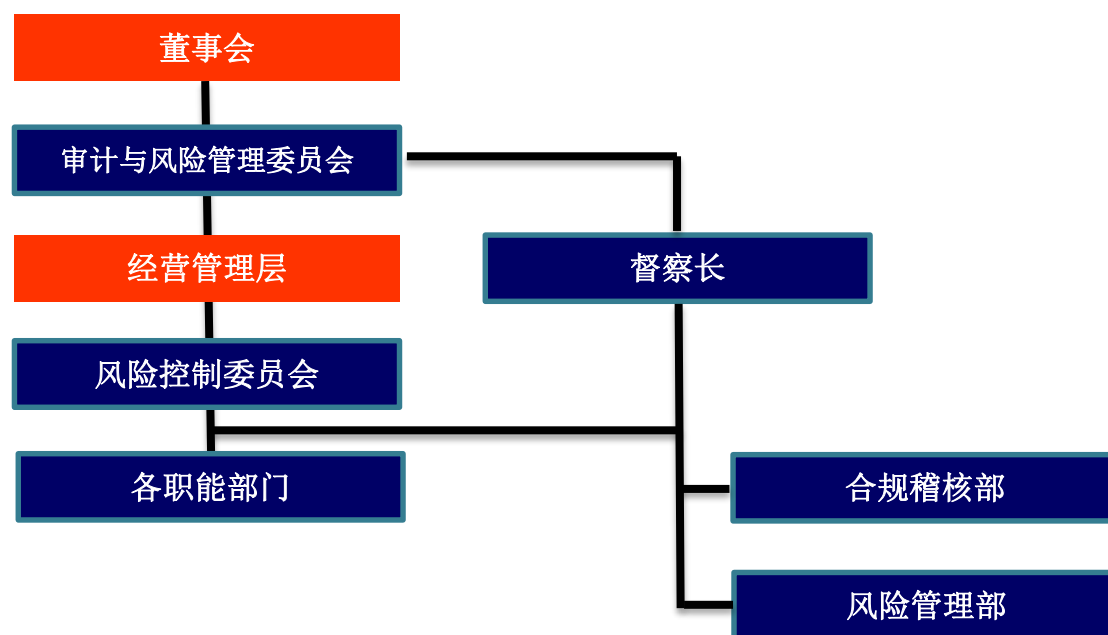 董事会
审计与风险管理委员会
经营管理层
督察长
风险控制委员会
各职能部门
合规稽核部
风险管理部